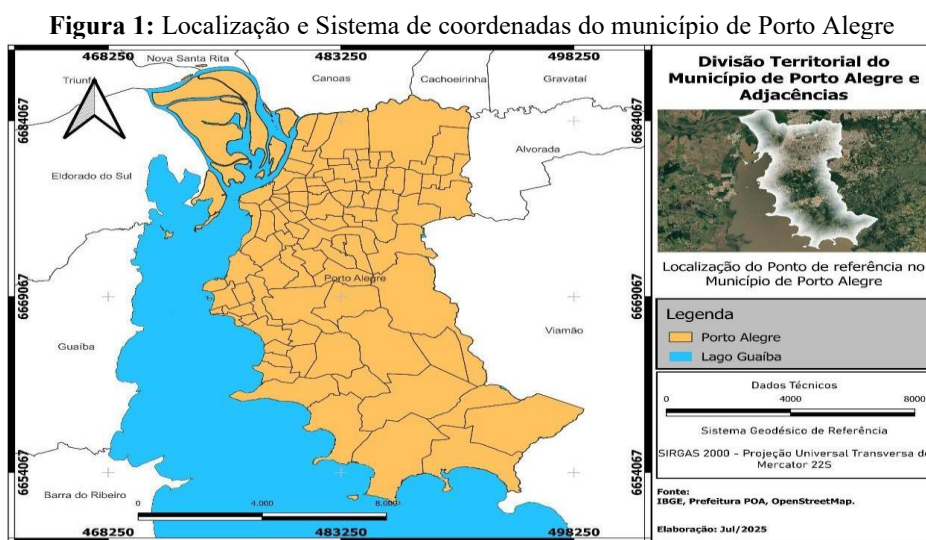 Figura 1: Localização e Sistema de coordenadas do município de Porto Alegre
468250 483250 498250
Nova Santa Rita
Triunfo
Canoas
Cachoeirinha
Gravataí
6684067
6684067
Alvorada
Eldorado do Sul
Porto Alegre
6669067
6669067
Viamão
Guaíba
6654067
6654067
Barra do Ribeiro
0 4.000 8.000
468250 483250 498250
Divisão Territorial do
Município de Porto Alegre e
Adjacências
Localização do Ponto de referência no
Município de Porto Alegre
Legenda
Porto Alegre
Lago Guaíba
Dados Técnicos
0 4000 8000
Sistema Geodésico de Referência
SIRGAS 2000 - Projeção Universal Transversa de
Mercator 22S
Fonte:
IBGE, Prefeitura POA, OpenStreetMap.
Elaboração: Jul/2025